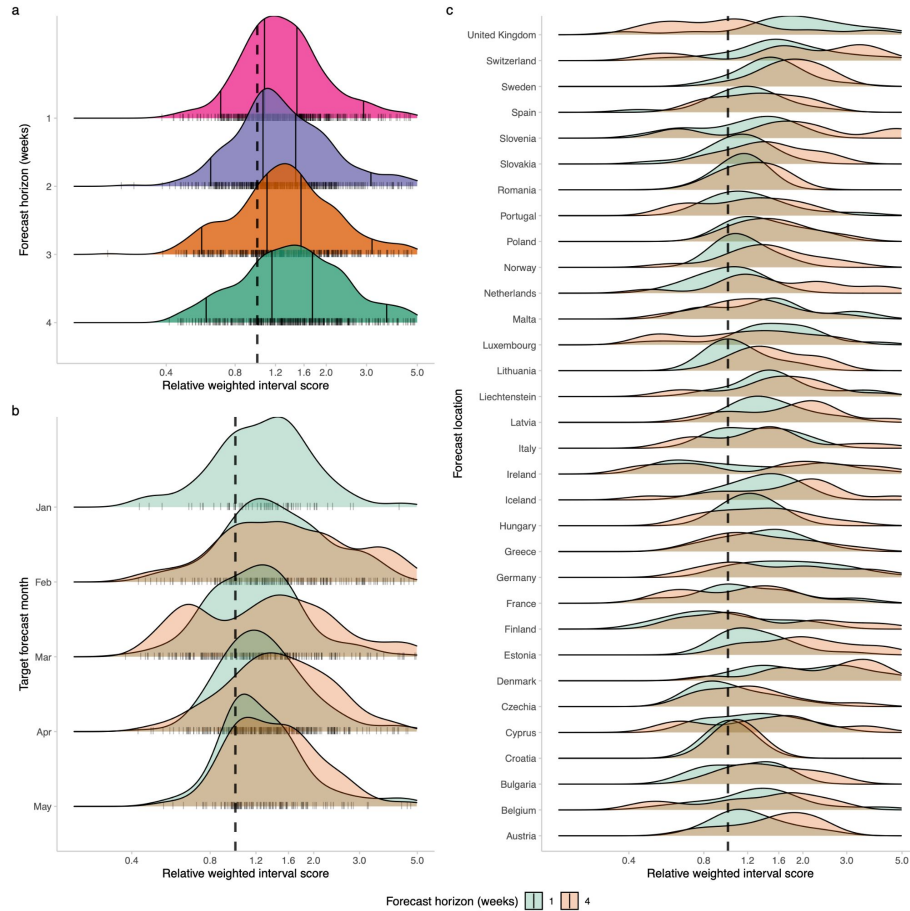 a
Forecast horizon (weeks)
1
2
3
4
0.4 0.8 1.2 1.6 2.0 3.0 5.0
Relative weighted interval score
b
Target forecast month
Jan
Feb
Mar
Apr
May
0.4 0.8 1.2 1.6 2.0 3.0 5.0
Relative weighted interval score
c
Forecast location
United Kingdom
Switzerland
Sweden
Spain
Slovenia
Slovakia
Romania
Portugal
Poland
Norway
Netherlands
Malta
Luxembourg
Lithuania
Liechtenstein
Latvia
Italy
Ireland
Iceland
Hungary
Greece
Germany
France
Finland
Estonia
Denmark
Czechia
Cyprus
Croatia
Bulgaria
Belgium
Austria
0.4 0.8 1.2 1.6 2.0 3.0 5.0
Relative weighted interval score
Forecast horizon (weeks) 1 4